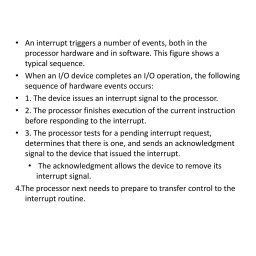 • An interrupt triggers a number of events, both in the
processor hardware and in software. This figure shows a
typical sequence.
• When an I/O device completes an I/O operation, the following
sequence of hardware events occurs:
• 1. The device issues an interrupt signal to the processor.
• 2. The processor finishes execution of the current instruction
before responding to the interrupt.
• 3. The processor tests for a pending interrupt request,
determines that there is one, and sends an acknowledgment
signal to the device that issued the interrupt.
• The acknowledgment allows the device to remove its
interrupt signal.
4.The processor next needs to prepare to transfer control to the
interrupt routine.